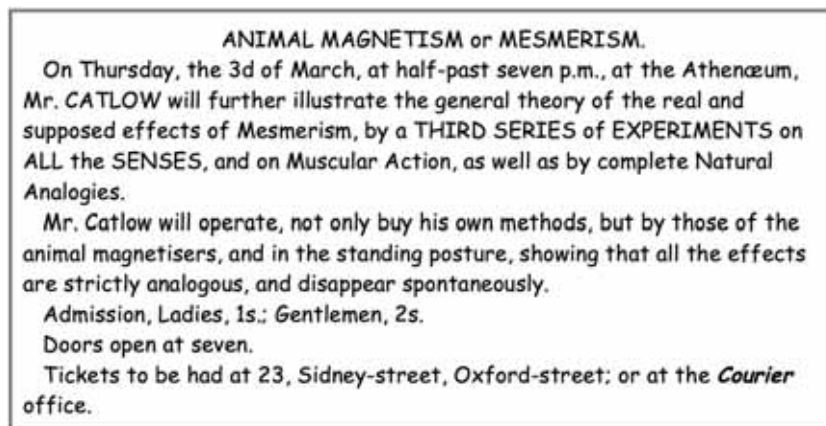 ANIMAL MAGNETISM or MESMERISM.
On Thursday, the 3d of March, at half-past seven p.m., at the Athenæum,
Mr. CATLOW will further illustrate the general theory of the real and
supposed effects of Mesmerism, by a THIRD SERIES of EXPERIMENTS on
ALL the SENSES, and on Muscular Action, as well as by complete Natural
Analogies.
Mr. Catlow will operate, not only buy his own methods, but by those of the
animal magnetisers, and in the standing posture, showing that all the effects
are strictly analogous, and disappear spontaneously.
Admission, Ladies, 1s.; Gentlemen, 2s.
Doors open at seven.
Tickets to be had at 23, Sidney-street, Oxford-street; or at the Courier
office.